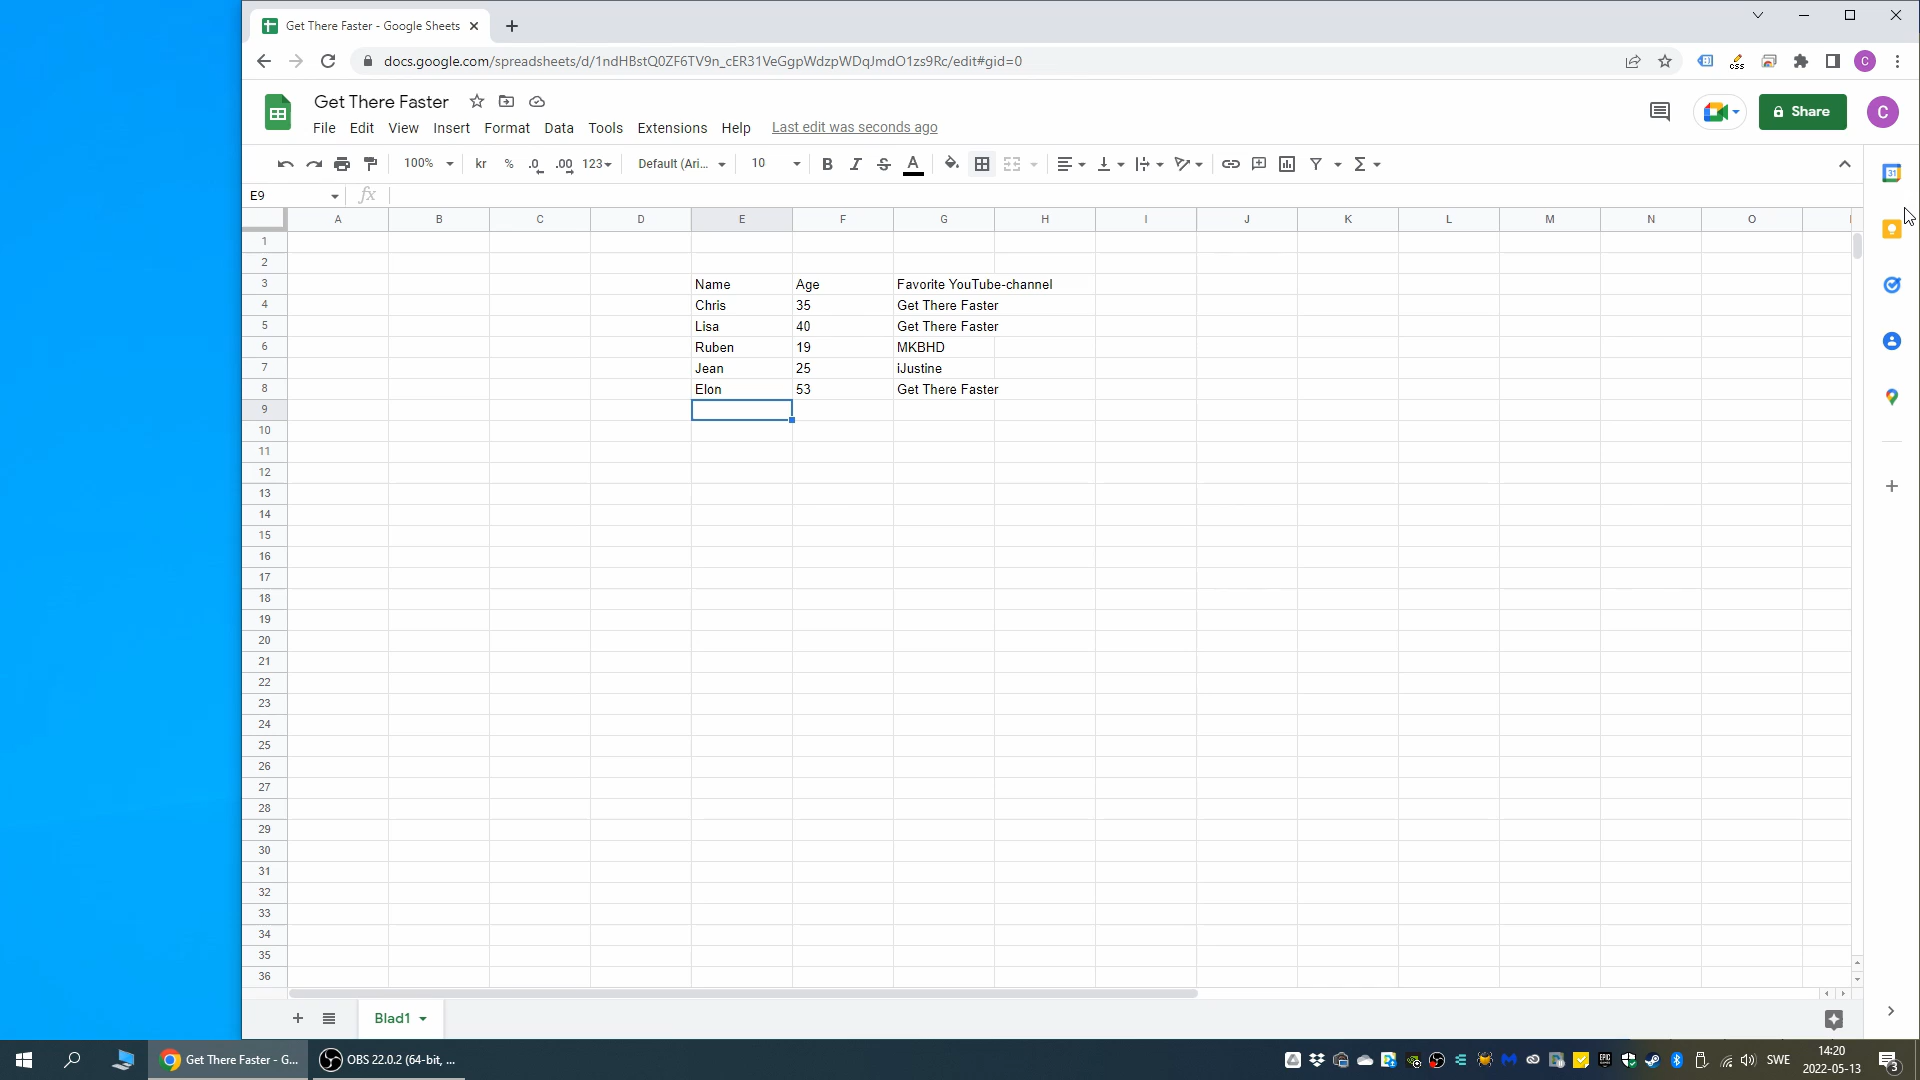 Get There Faster - Google Sheets
docs.google.com/spreadsheets/d/1ndHBstQ0ZF6TV9n_cER31VeGgpWdzpWDqJmdO1zs9Rc/edit#gid=0
css
C
Get There Faster
Share
C
File Edit View Insert Format Data Tools Extensions Help Last edit was seconds ago
100% kr % .0 .00 123 Default (Ari... 10 B I S A Σ
31
E9 fx
A B C D E F G H I J K L M N O
1
2
3 Name Age Favorite YouTube-channel
4 Chris 35 Get There Faster
5 Lisa 40 Get There Faster
6 Ruben 19 MKBHD
7 Jean 25 iJustine
8 Elon 53 Get There Faster
9
10
11
12
13
14
15
16
17
18
19
20
21
22
23
24
25
26
27
28
29
30
31
32
33
34
35
36
Blad1
Get There Faster - G...
OBS 22.0.2 (64-bit, ...
EPIC
SWE
14:20
2022-05-13
3